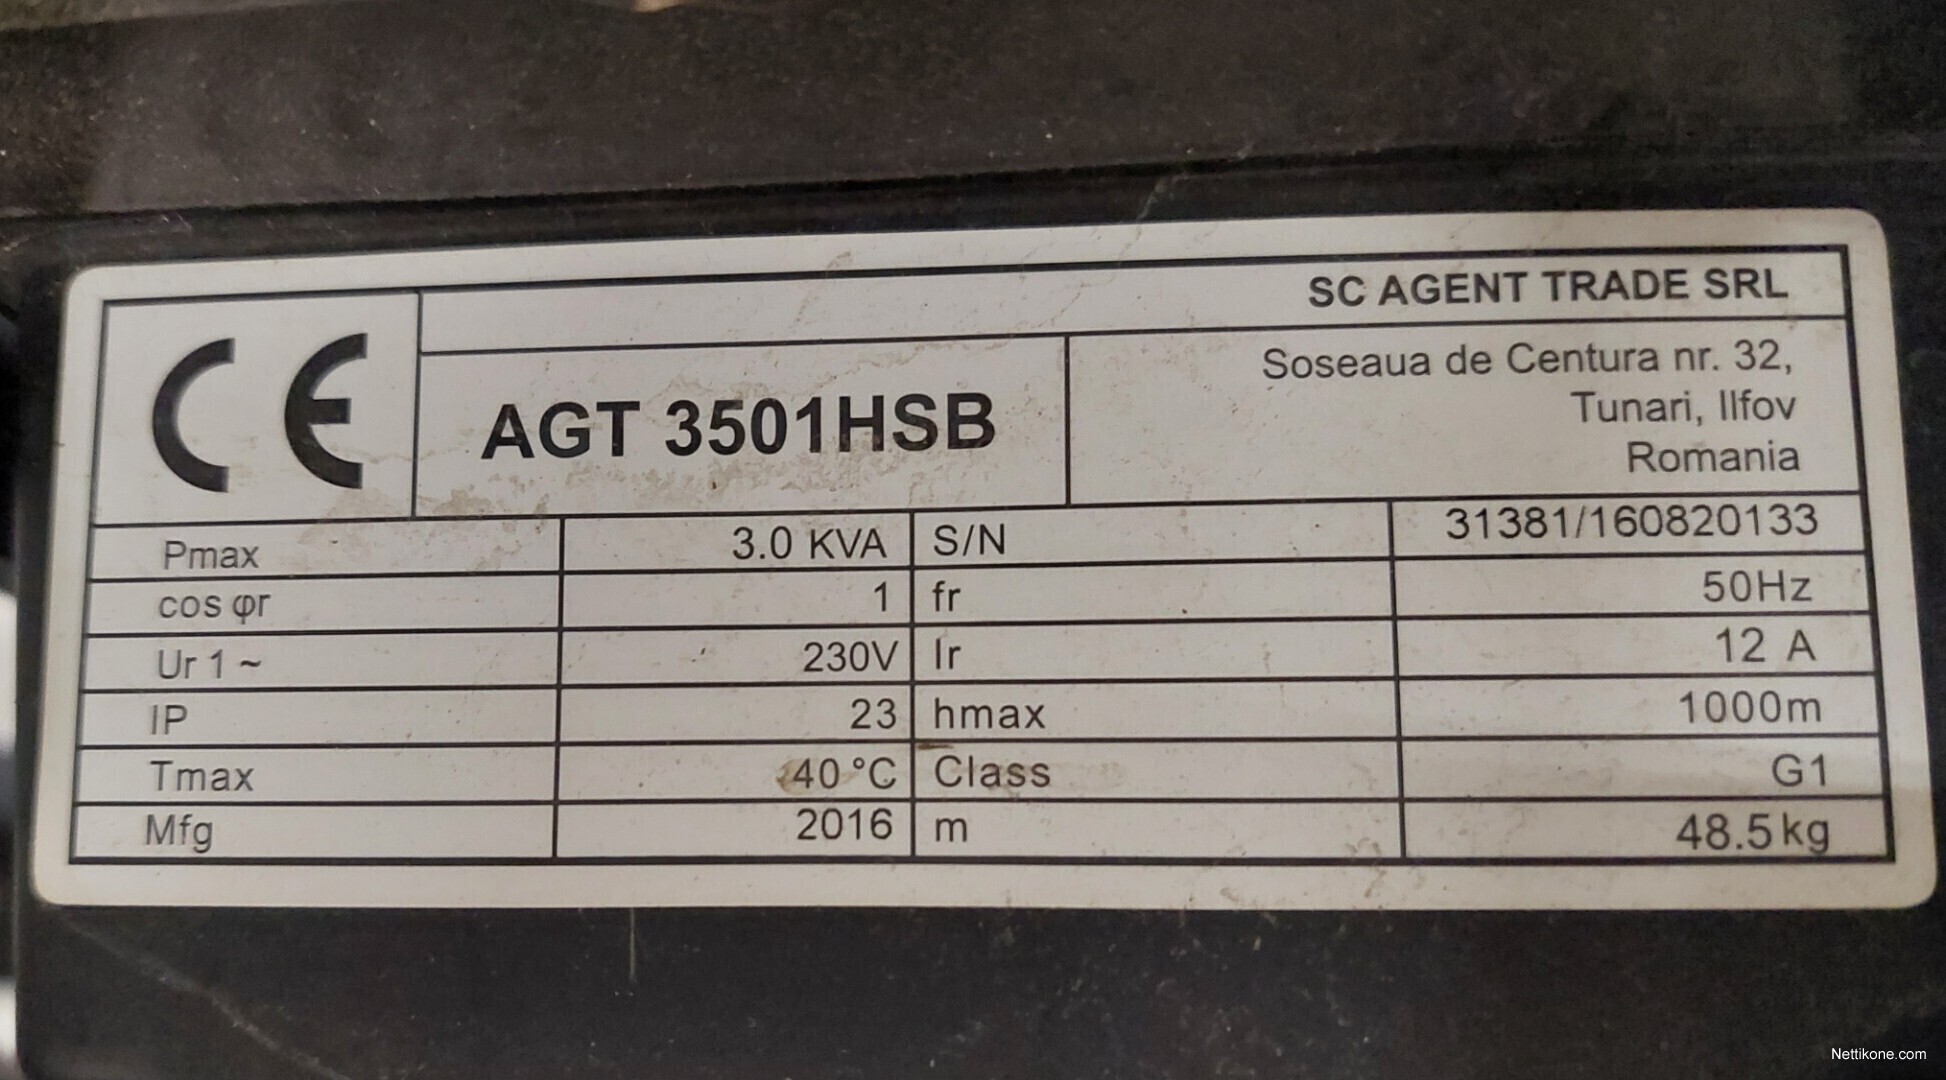 CE
SC AGENT TRADE SRL
AGT 3501HSB
Soseaua de Centura nr. 32,
Tunari, Ilfov
Romania
Pmax 3.0 KVA S/N 31381/160820133
cos φr 1 fr 50Hz
Ur 1 ~ 230V Ir 12 A
IP 23 hmax 1000m
Tmax 40 °C Class G1
Mfg 2016 m 48.5 kg
Nettikone.com